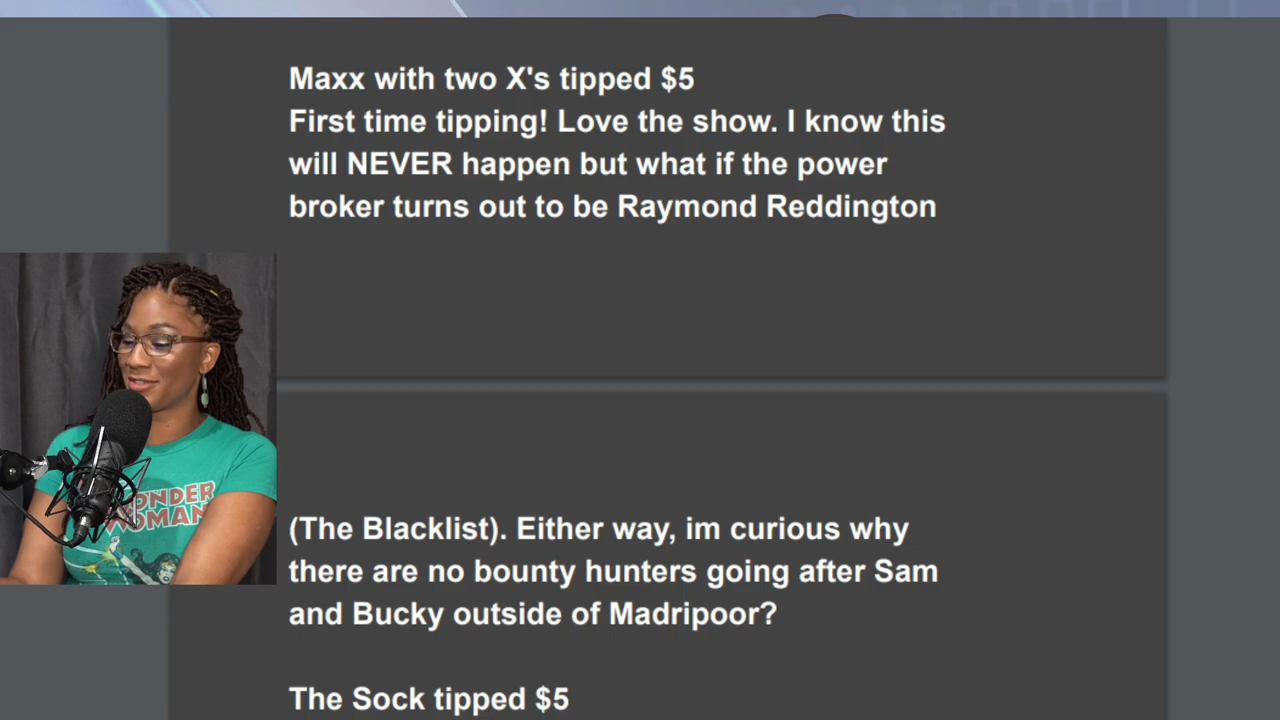 Maxx with two X's tipped $5
First time tipping! Love the show. I know this
will NEVER happen but what if the power
broker turns out to be Raymond Reddington
WONDER
WOMAN
(The Blacklist). Either way, im curious why
there are no bounty hunters going after Sam
and Bucky outside of Madripoor?
The Sock tipped $5